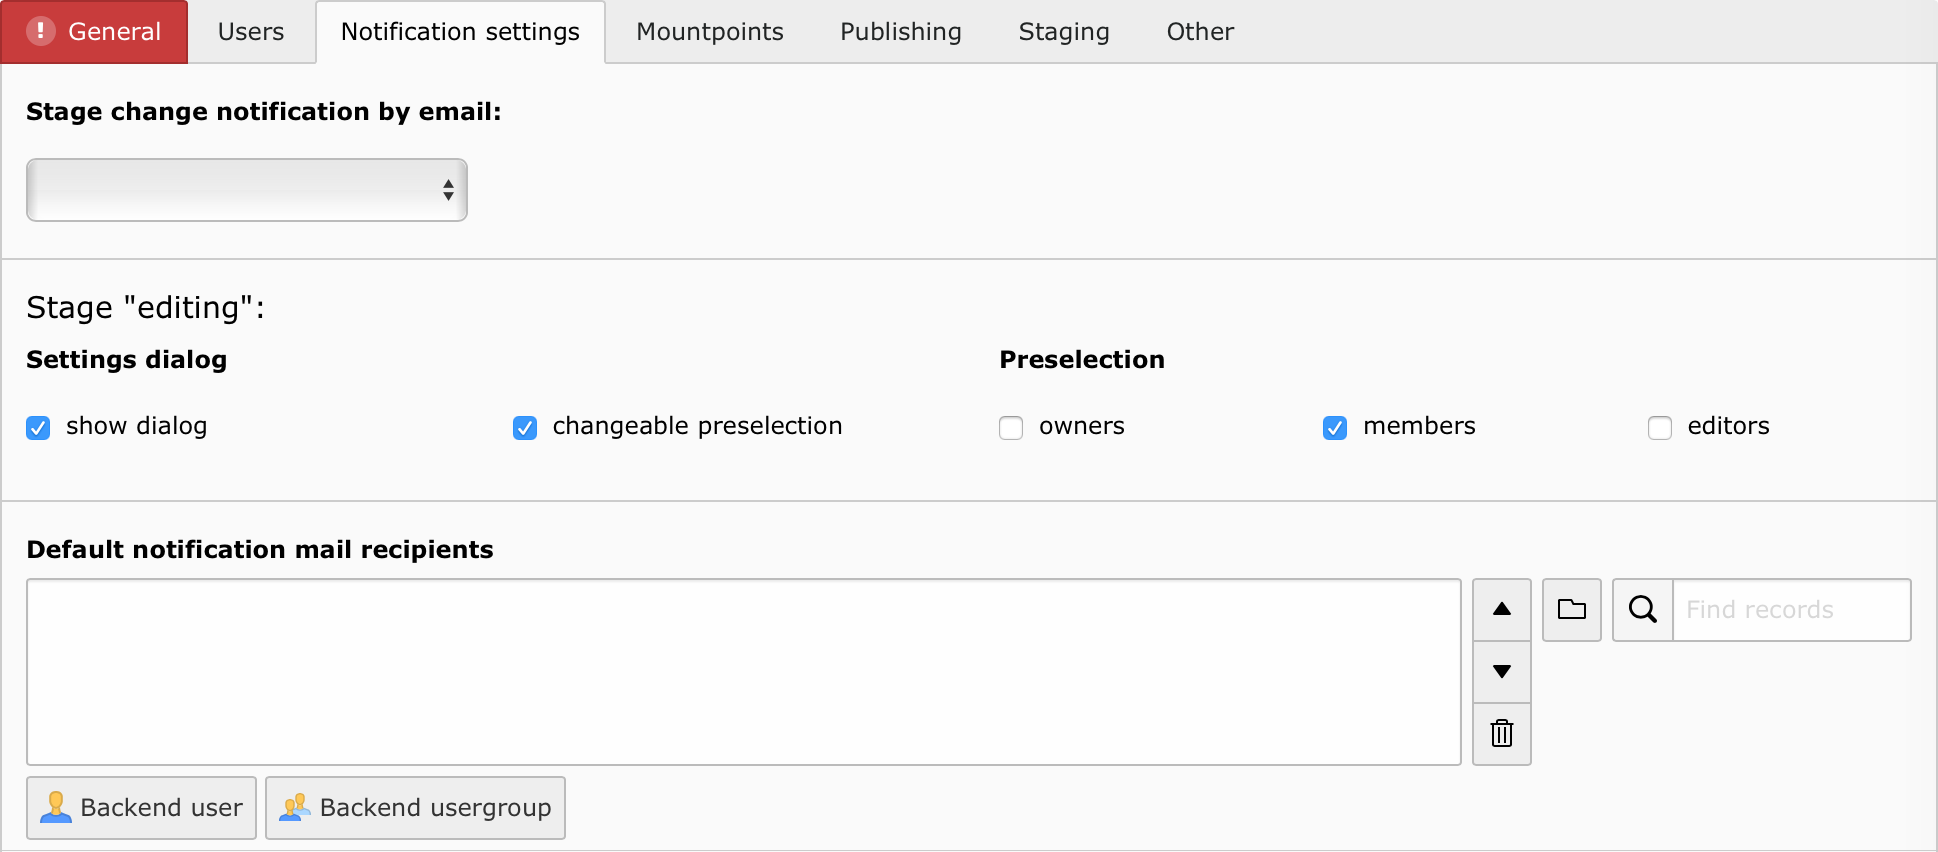 General Users Notification settings Mountpoints Publishing Staging Other
Stage change notification by email:
Stage "editing":
Settings dialog Preselection
show dialog changeable preselection owners members editors
Default notification mail recipients
Find records
Backend user Backend usergroup